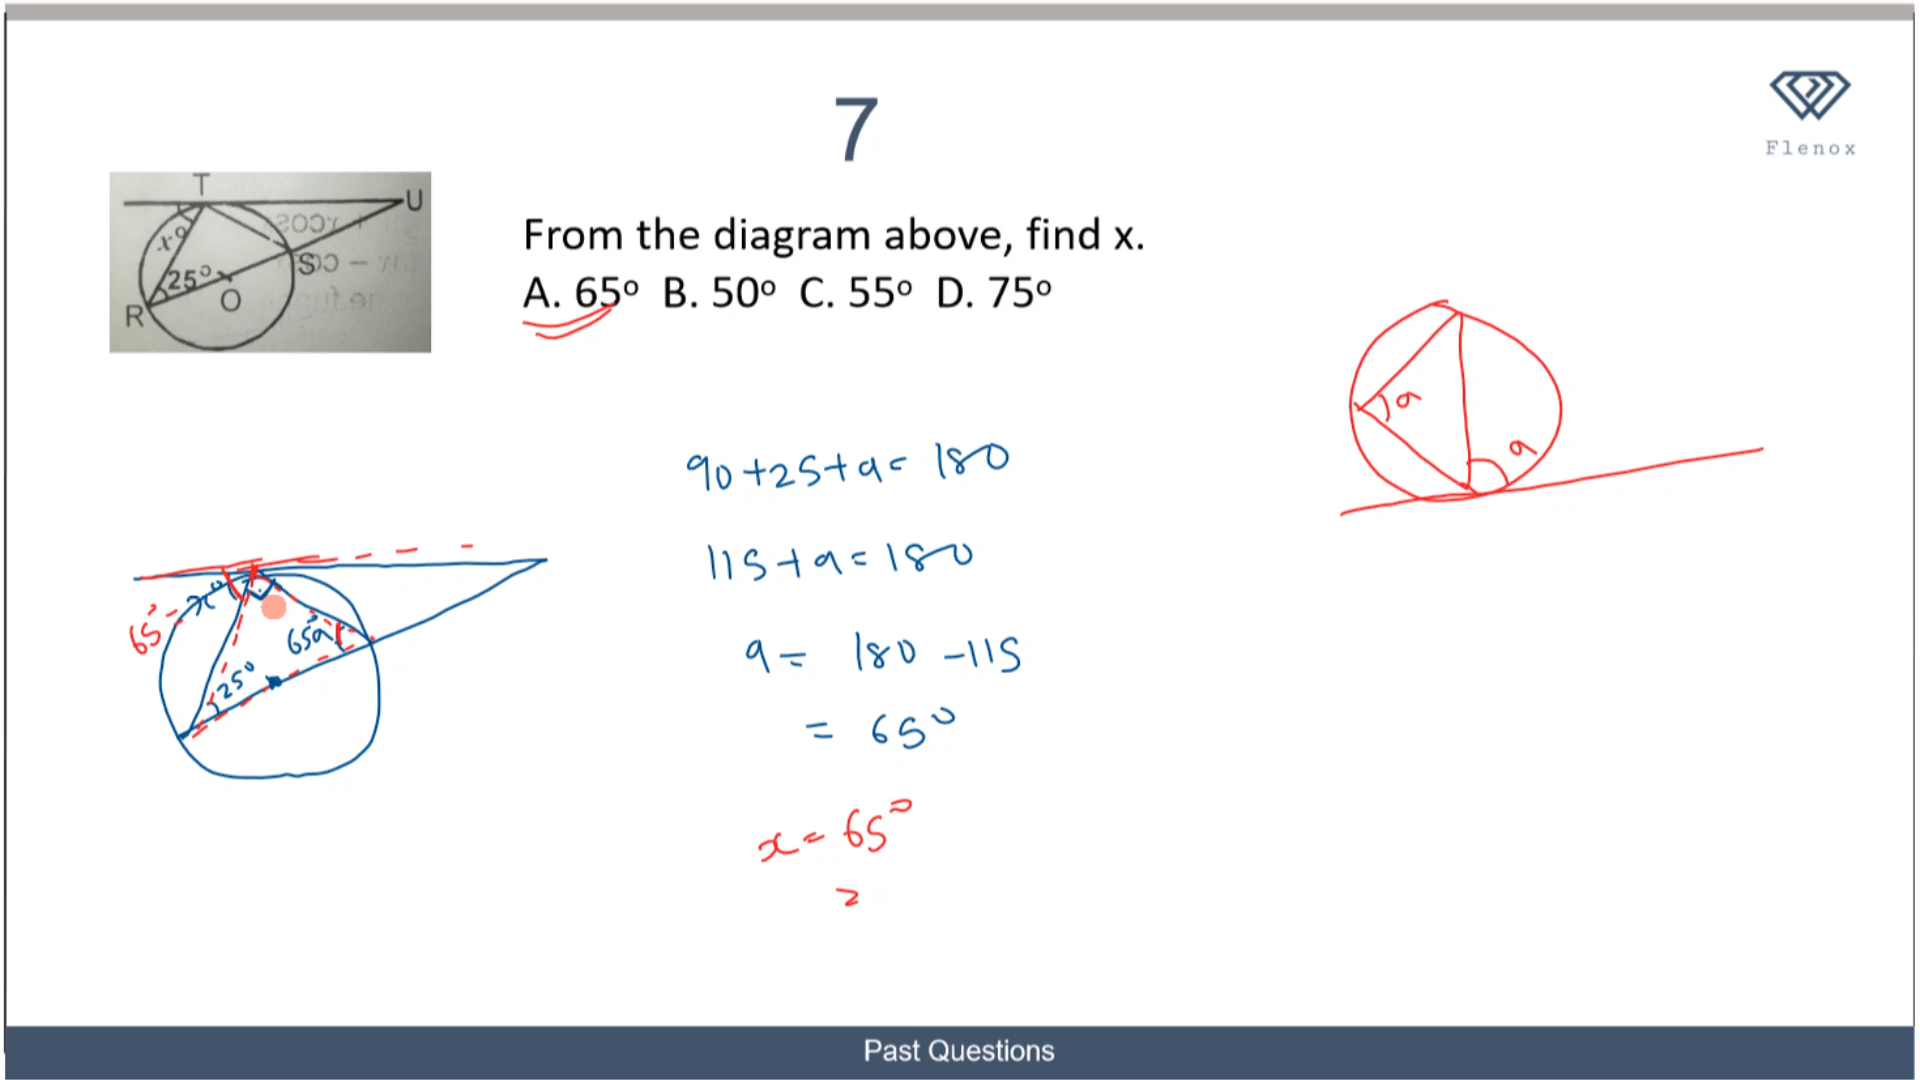 7
Flenox
T
U
x°
25°
S
R
O
From the diagram above, find x.
A. 65° B. 50° C. 55° D. 75°
a
a
90+25+a= 180
115+a=180
a= 180 -115
= 65°
x= 65°
65°
x°
65°
a
25°
Past Questions